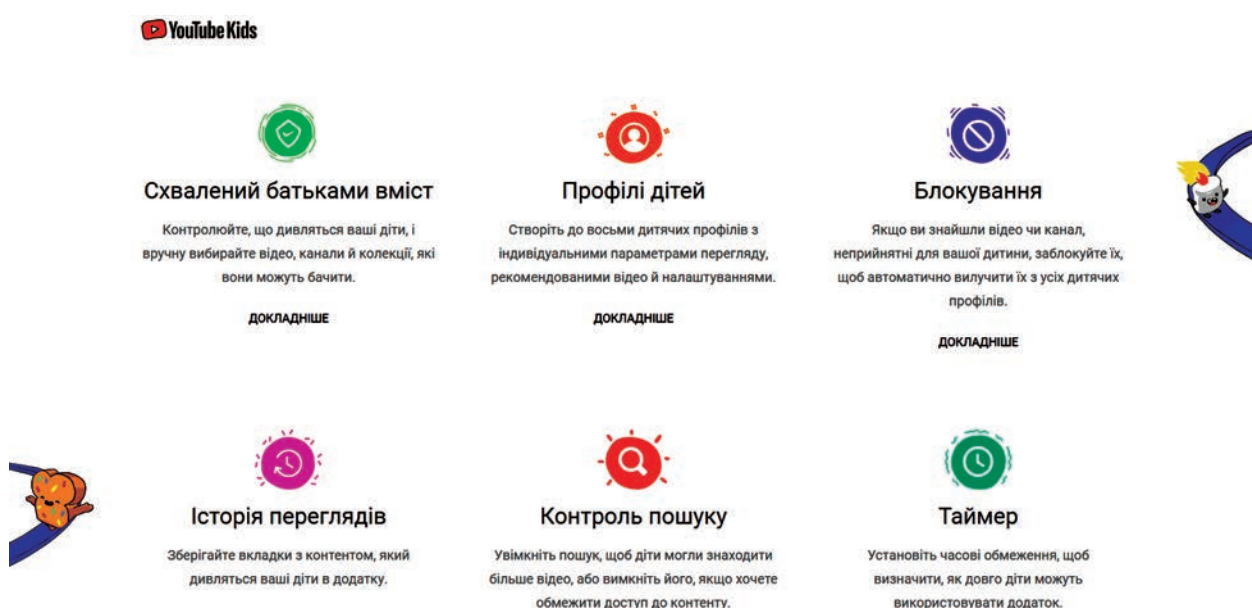 YouTube Kids
Схвалений батьками вміст
Контролюйте, що дивляться ваші діти, і
вручну вибирайте відео, канали й колекції, які
вони можуть бачити.
ДОКЛАДНІШЕ
Профілі дітей
Створіть до восьми дитячих профілів з
індивідуальними параметрами перегляду,
рекомендованими відео й налаштуваннями.
ДОКЛАДНІШЕ
Блокування
Якщо ви знайшли відео чи канал,
неприйнятні для вашої дитини, заблокуйте їх,
щоб автоматично вилучити їх з усіх дитячих
профілів.
ДОКЛАДНІШЕ
Історія переглядів
Зберігайте вкладки з контентом, який
дивляться ваші діти в додатку.
Контроль пошуку
Увімкніть пошук, щоб діти могли знаходити
більше відео, або вимкніть його, якщо хочете
обмежити доступ до контенту.
Таймер
Установіть часові обмеження, щоб
визначити, як довго діти можуть
використовувати додаток.